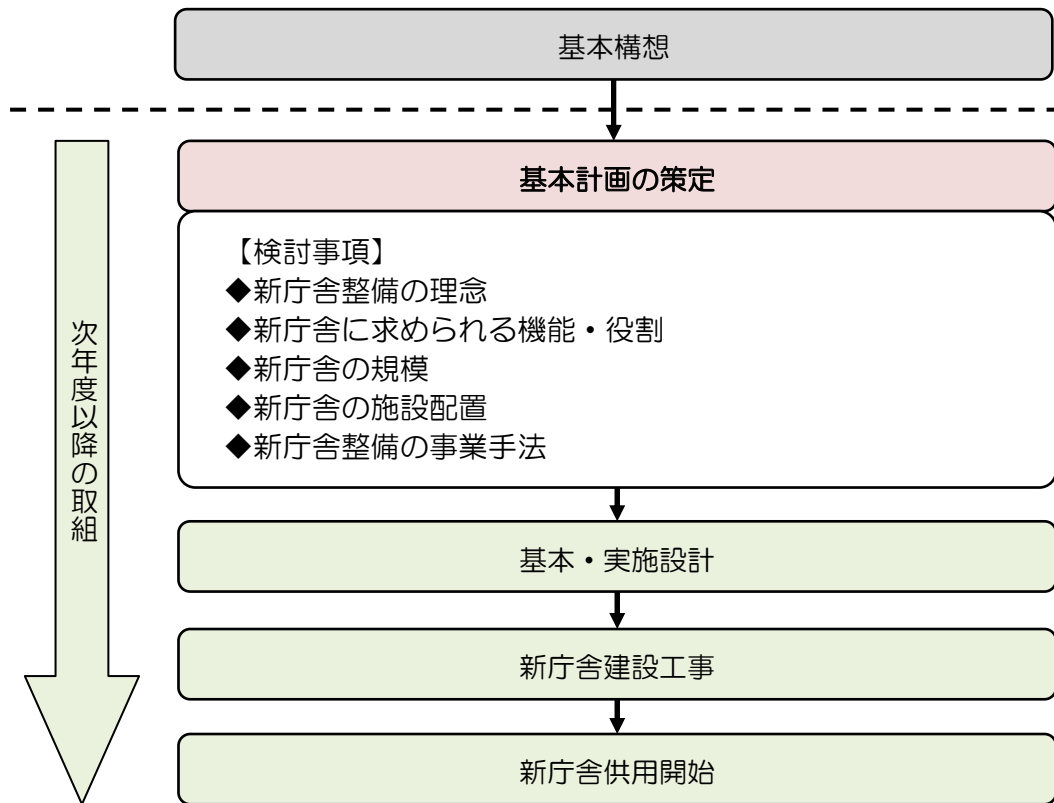 基本構想
基本計画の策定
【検討事項】
◆新庁舎整備の理念
◆新庁舎に求められる機能・役割
◆新庁舎の規模
◆新庁舎の施設配置
◆新庁舎整備の事業手法
次年度以降の取組
基本・実施設計
新庁舎建設工事
新庁舎供用開始